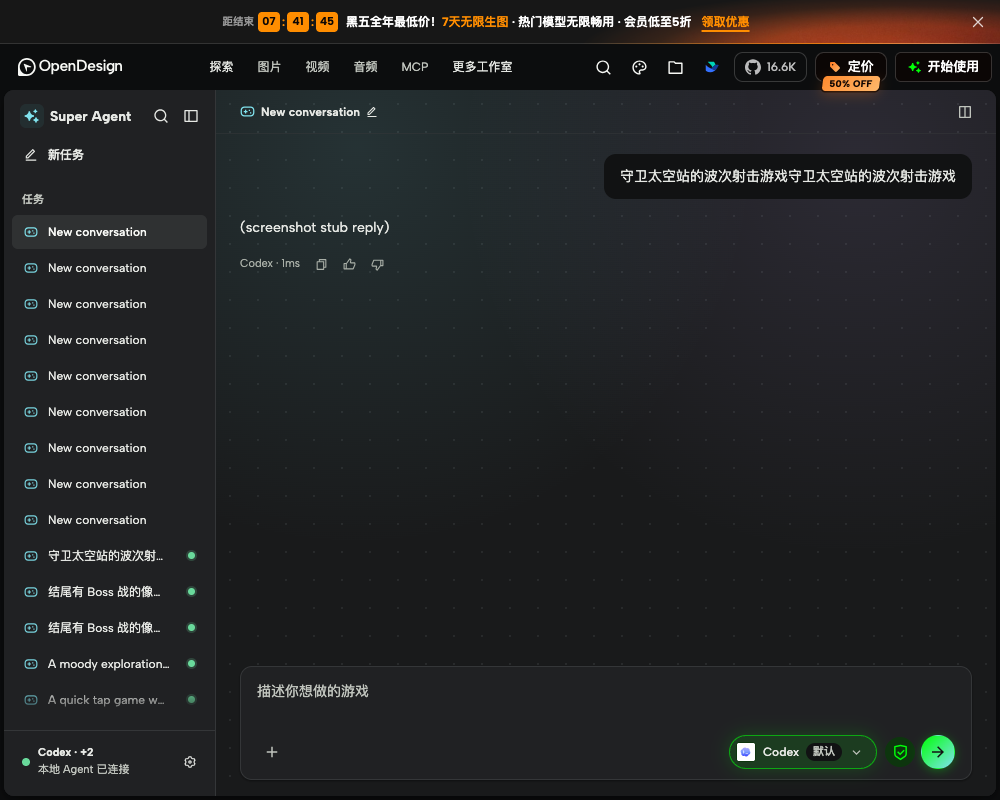 距结束 07 : 41 : 45 黑五全年最低价！7天无限生图 · 热门模型无限畅用 · 会员低至5折 领取优惠
OpenDesign 探索 图片 视频 音频 MCP 更多工作室 16.6K 定价 开始使用
50% OFF
Super Agent
新任务
任务
New conversation
New conversation
New conversation
New conversation
New conversation
New conversation
New conversation
New conversation
New conversation
守卫太空站的波次射...
结尾有 Boss 战的像...
结尾有 Boss 战的像...
A moody exploration...
A quick tap game w...
Codex · +2
本地 Agent 已连接
New conversation
守卫太空站的波次射击游戏守卫太空站的波次射击游戏
(screenshot stub reply)
Codex · 1ms
描述你想做的游戏
Codex 默认